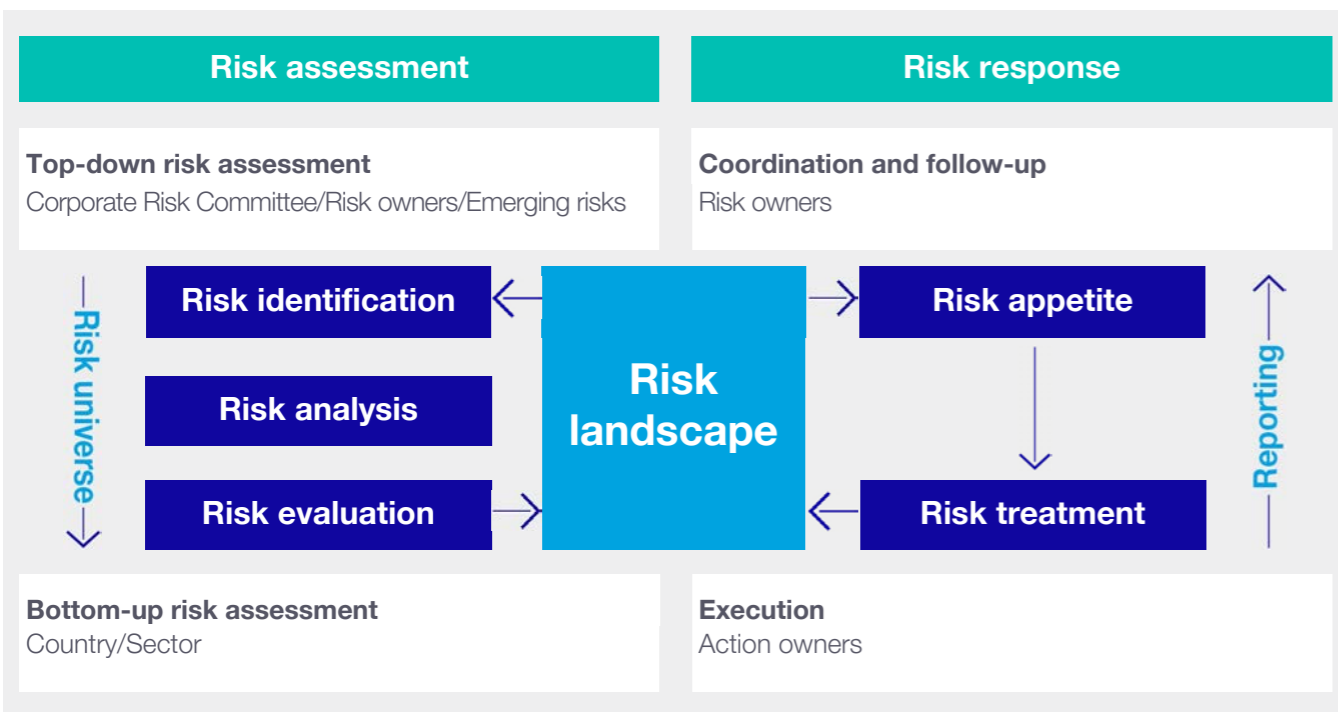 Risk assessment
Risk response
Top-down risk assessment
Corporate Risk Committee/Risk owners/Emerging risks
Coordination and follow-up
Risk owners
Risk universe
Risk identification
Risk analysis
Risk evaluation
Risk
landscape
Risk appetite
Risk treatment
Reporting
Bottom-up risk assessment
Country/Sector
Execution
Action owners